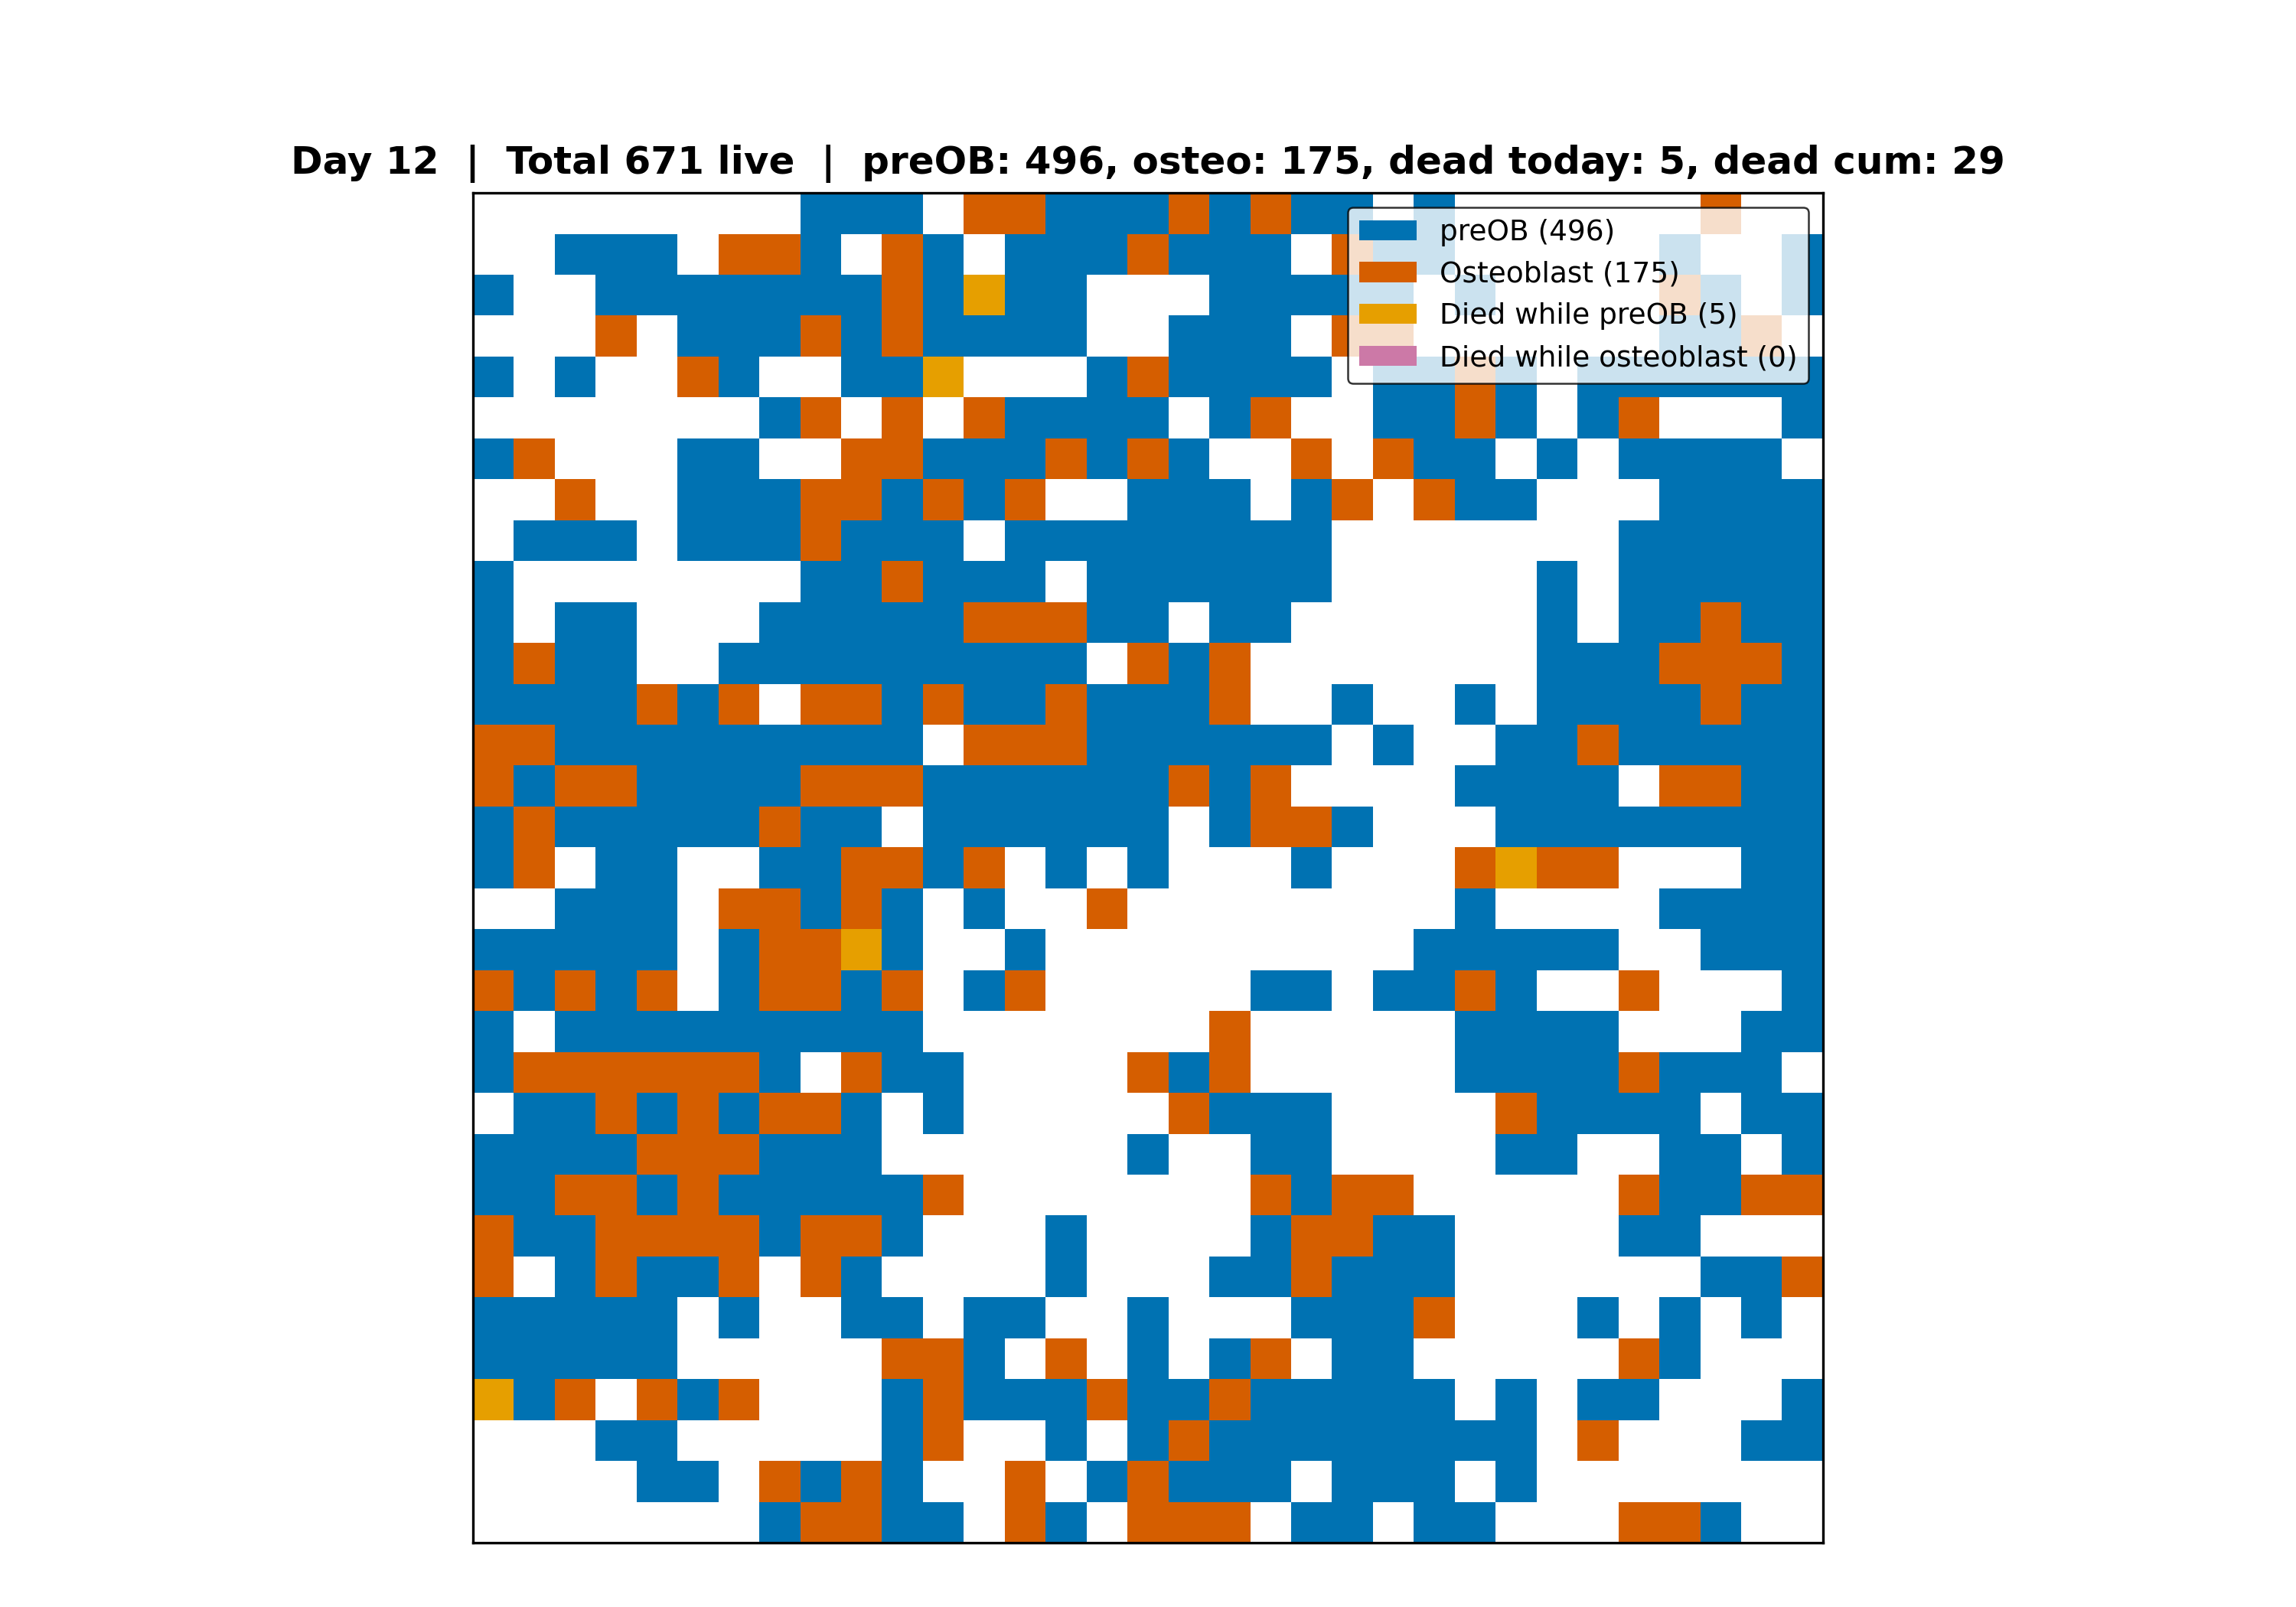 Day 12 | Total 671 live | preOB: 496, osteo: 175, dead today: 5, dead cum: 29
preOB (496)
Osteoblast (175)
Died while preOB (5)
Died while osteoblast (0)